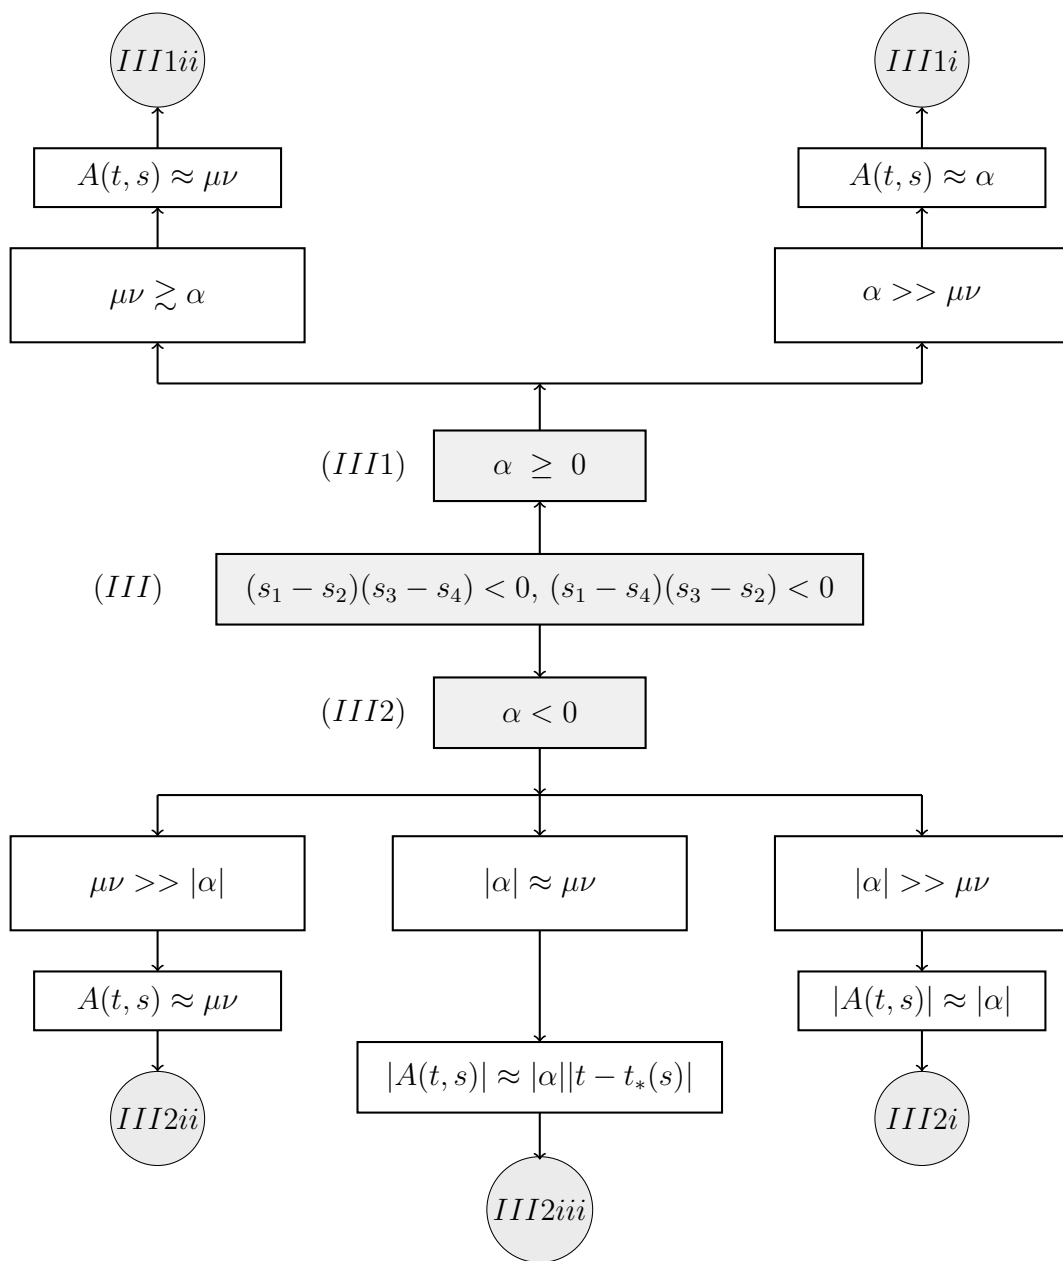 III1ii
III1i
A(t, s) ≈ μν
A(t, s) ≈ α
μν ≳ α
α >> μν
(III1)
α ≥ 0
(III)
(s₁ − s₂)(s₃ − s₄) < 0, (s₁ − s₄)(s₃ − s₂) < 0
(III2)
α < 0
μν >> |α|
|α| ≈ μν
|α| >> μν
A(t, s) ≈ μν
|A(t, s)| ≈ |α|
|A(t, s)| ≈ |α||t − t∗(s)|
III2ii
III2i
III2iii